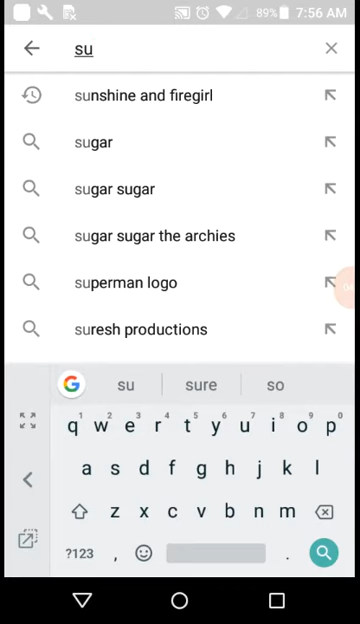 89% 7:56 AM
su
sunshine and firegirl
sugar
sugar sugar
sugar sugar the archies
superman logo
suresh productions
G su sure so
1 2 3 4 5 6 7 8 9 0
q w e r t y u i o p
a s d f g h j k l
z x c v b n m
?123 , .